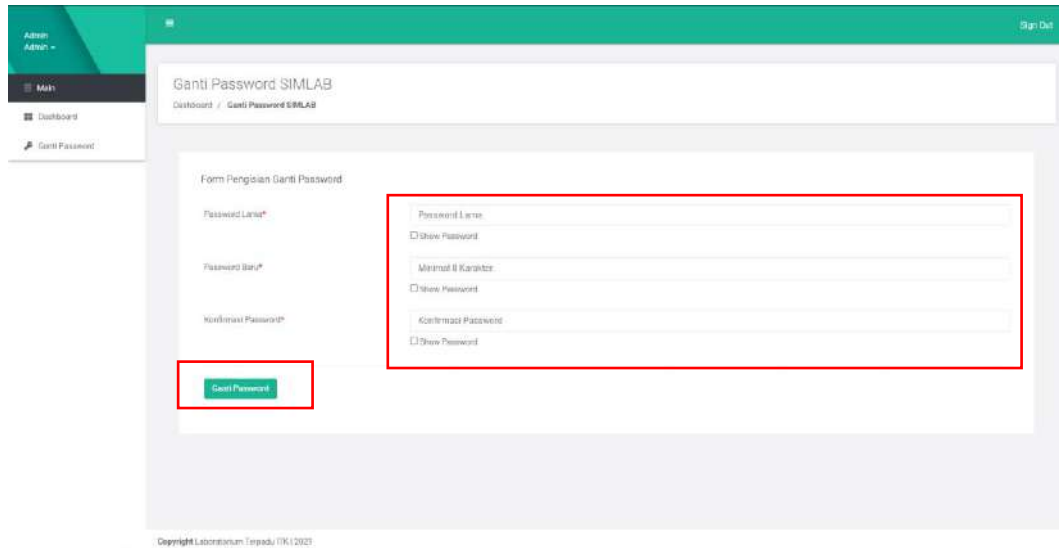 Admin
Admin
Sign Out
Main
Dashboard
Ganti Password
Ganti Password SIMLAB
Dashboard / Ganti Password SIMLAB
Form Pengisian Ganti Password
Password Lama*
Password Lama
Show Password
Password Baru*
Minimal 8 Karakter
Show Password
Konfirmasi Password*
Konfirmasi Password
Show Password
Ganti Password
Copyright Laboratorium Terpadu ITK | 2021